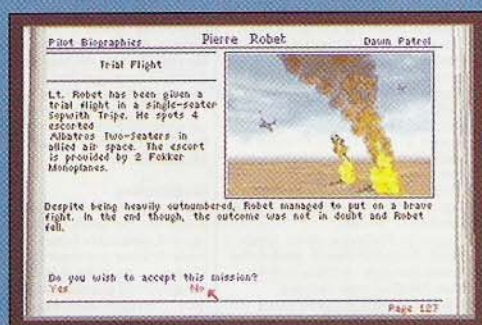 Pilot Biographies Pierre Robet Dawn Patrol
Trial Flight
Lt. Robet has been given a
trial flight in a single-seater
Sopwith Tripe. He spots 4
escorted
Albatros Two-Seaters in
allied air space. The escort
is provided by 2 Fokker
Monoplanes.
Despite being heavily outnumbered, Robet managed to put on a brave
fight. In the end though, the outcome was not in doubt and Robet
fell.
Do you wish to accept this mission?
Yes No
Page 127